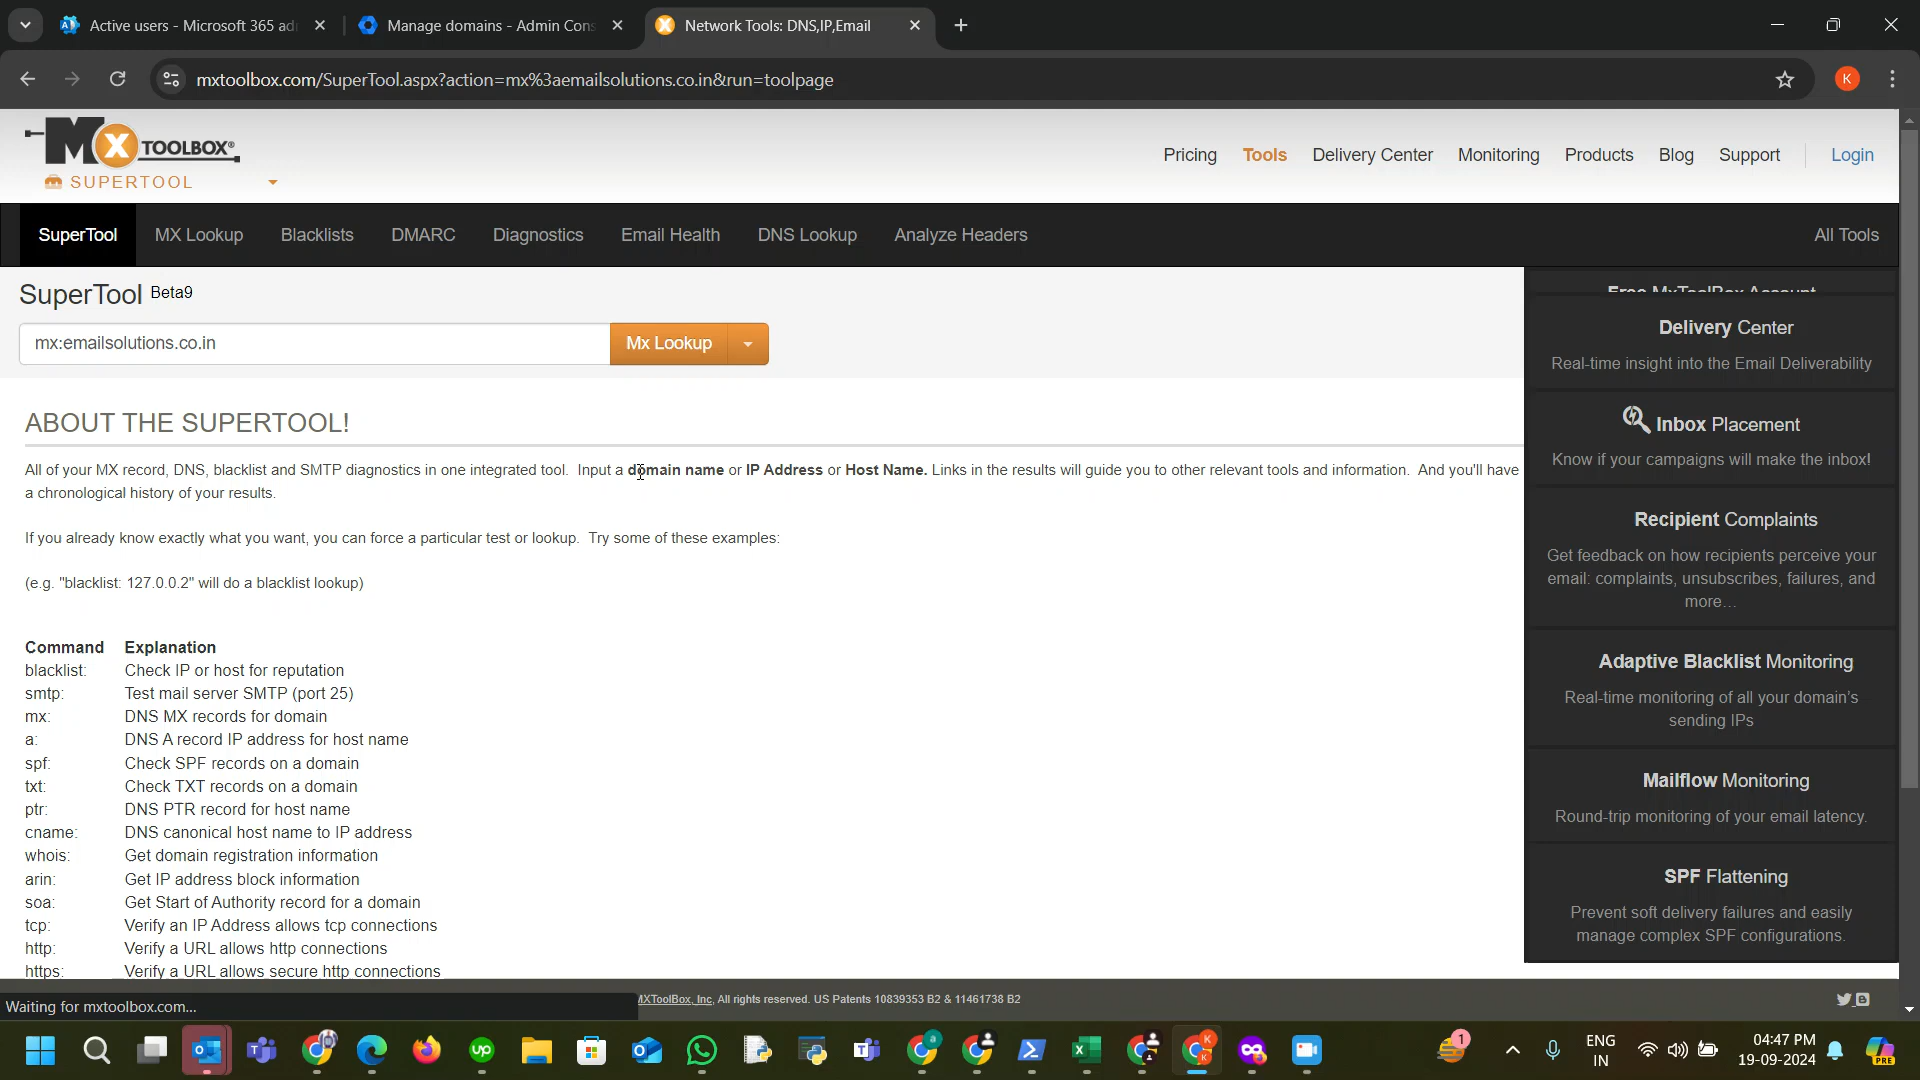 Active users - Microsoft 365 ad
Manage domains - Admin Cons
Network Tools: DNS,IP,Email
mxtoolbox.com/SuperTool.aspx?action=mx%3aemailsolutions.co.in&run=toolpage
K
MX TOOLBOX®
SUPERTOOL
Pricing Tools Delivery Center Monitoring Products Blog Support Login
SuperTool MX Lookup Blacklists DMARC Diagnostics Email Health DNS Lookup Analyze Headers All Tools
SuperTool Beta9
mx:emailsolutions.co.in Mx Lookup
ABOUT THE SUPERTOOL!
All of your MX record, DNS, blacklist and SMTP diagnostics in one integrated tool. Input a domain name or IP Address or Host Name. Links in the results will guide you to other relevant tools and information. And you'll have
a chronological history of your results.
If you already know exactly what you want, you can force a particular test or lookup. Try some of these examples:
(e.g. "blacklist: 127.0.0.2" will do a blacklist lookup)
Command Explanation
blacklist: Check IP or host for reputation
smtp: Test mail server SMTP (port 25)
mx: DNS MX records for domain
a: DNS A record IP address for host name
spf: Check SPF records on a domain
txt: Check TXT records on a domain
ptr: DNS PTR record for host name
cname: DNS canonical host name to IP address
whois: Get domain registration information
arin: Get IP address block information
soa: Get Start of Authority record for a domain
tcp: Verify an IP Address allows tcp connections
http: Verify a URL allows http connections
https: Verify a URL allows secure http connections
Free MxToolBox Account
Delivery Center
Real-time insight into the Email Deliverability
Inbox Placement
Know if your campaigns will make the inbox!
Recipient Complaints
Get feedback on how recipients perceive your
email: complaints, unsubscribes, failures, and
more...
Adaptive Blacklist Monitoring
Real-time monitoring of all your domain's
sending IPs
Mailflow Monitoring
Round-trip monitoring of your email latency.
SPF Flattening
Prevent soft delivery failures and easily
manage complex SPF configurations.
MXToolBox, Inc, All rights reserved. US Patents 10839353 B2 & 11461738 B2
Waiting for mxtoolbox.com...
1
ENG
IN
04:47 PM
19-09-2024
PRE